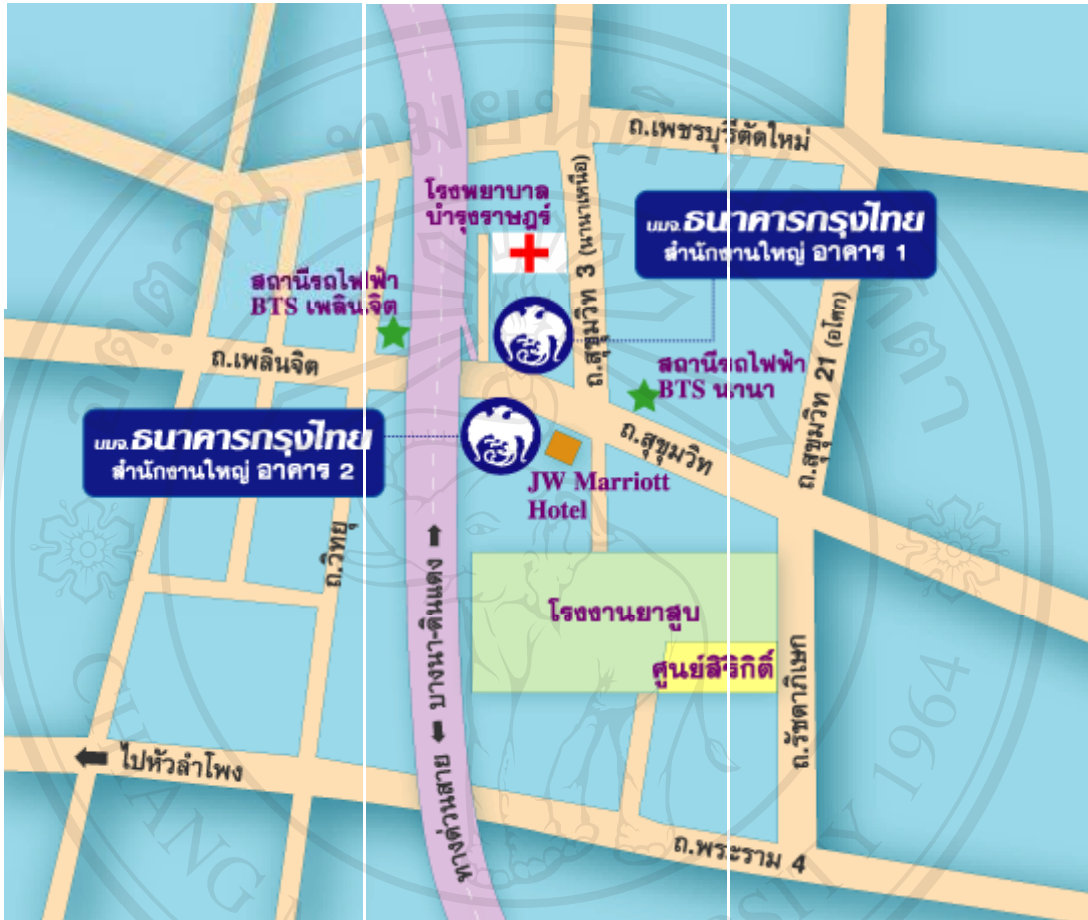 ถ.เพชรบุรีตัดใหม่
โรงพยาบาล
บำรุงราษฎร์
ถ.สุขุมวิท 3 (นานาเหนือ)
บมจ.ธนาคารกรุงไทย
สำนักงานใหญ่ อาคาร 1
สถานีรถไฟฟ้า
BTS เพลินจิต
ถ.เพลินจิต
สถานีรถไฟฟ้า
BTS นานา
ถ.สุขุมวิท 21 (อโศก)
บมจ.ธนาคารกรุงไทย
สำนักงานใหญ่ อาคาร 2
ถ.สุขุมวิท
JW Marriott
Hotel
ถ.วิทยุ
ทางด่วนสาย ← บางนา-ดินแดง →
โรงงานยาสูบ
ศูนย์สิริกิติ์
ถ.รัชดาภิเษก
← ไปหัวลำโพง
ถ.พระราม 4
CHIANG
SITY 1964